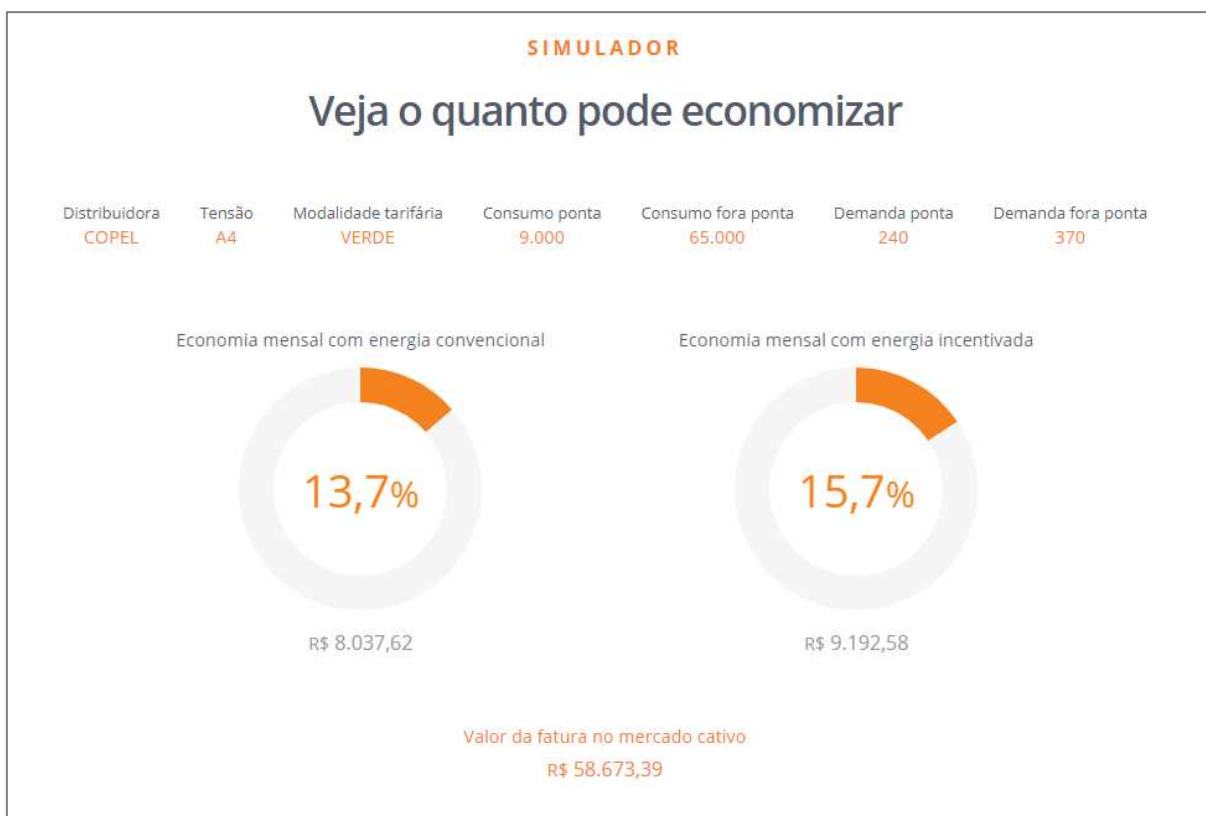 SIMULADOR
Veja o quanto pode economizar
Distribuidora Tensão Modalidade tarifária Consumo ponta Consumo fora ponta Demanda ponta Demanda fora ponta
COPEL A4 VERDE 9.000 65.000 240 370
Economia mensal com energia convencional Economia mensal com energia incentivada
13,7% 15,7%
R$ 8.037,62 R$ 9.192,58
Valor da fatura no mercado cativo
R$ 58.673,39